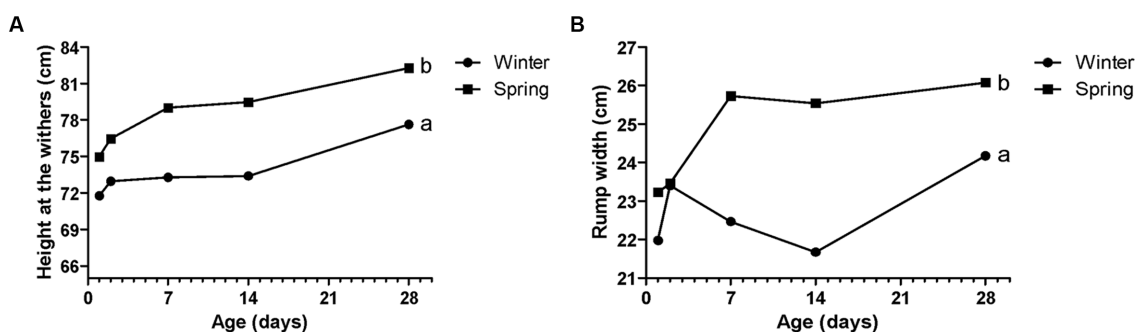 A
Height at the withers (cm)
84
81
78
75
72
69
66
0
7
14
21
28
Age (days)
b
a
Winter
Spring
B
Rump width (cm)
27
26
25
24
23
22
21
0
7
14
21
28
Age (days)
b
a
Winter
Spring